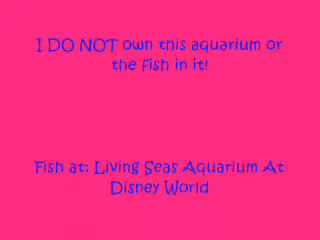 I DO NOT own this aquarium or
the fish in it!
Fish at: Living Seas Aquarium At
Disney World